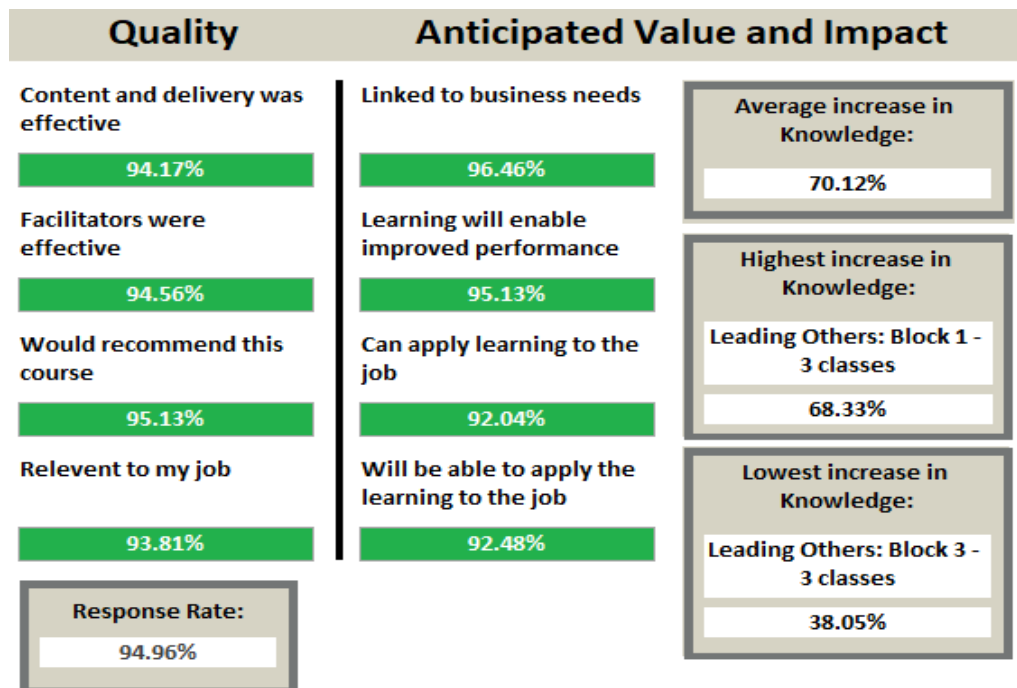 Quality
Content and delivery was
effective
94.17%
Facilitators were
effective
94.56%
Would recommend this
course
95.13%
Relevent to my job
93.81%
Response Rate:
94.96%
Anticipated Value and Impact
Linked to business needs
96.46%
Learning will enable
improved performance
95.13%
Can apply learning to the
job
92.04%
Will be able to apply the
learning to the job
92.48%
Average increase in
Knowledge:
70.12%
Highest increase in
Knowledge:
Leading Others: Block 1 -
3 classes
68.33%
Lowest increase in
Knowledge:
Leading Others: Block 3 -
3 classes
38.05%